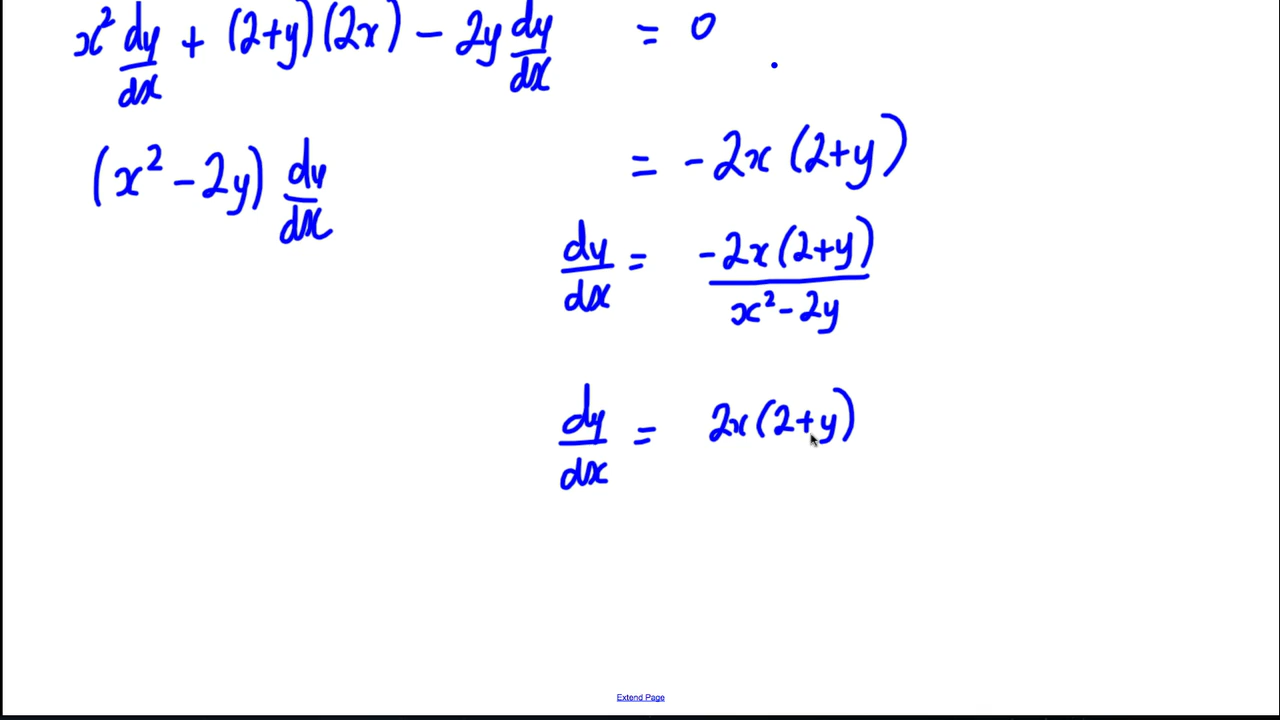 x² dy/dx + (2+y)(2x) - 2y dy/dx = 0
(x² - 2y) dy/dx = -2x(2+y)
dy/dx = -2x(2+y)/x² - 2y
dy/dx = 2x(2+y)
Extend Page